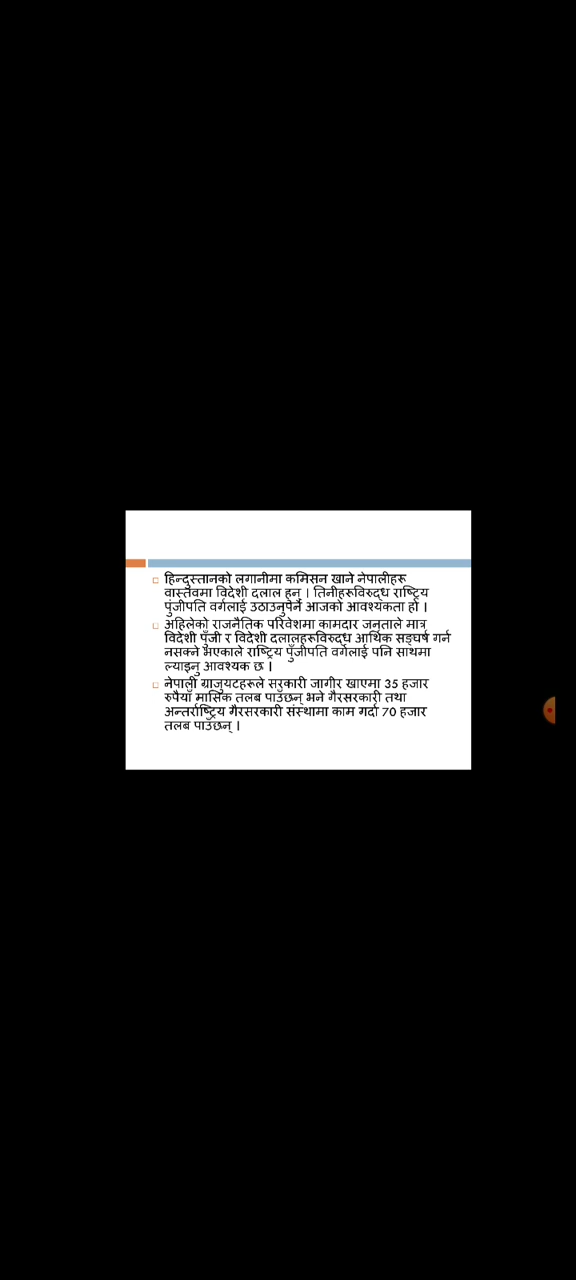 हिन्दुस्तानको लगानीमा कमिसन खाने नेपालीहरू
वास्तवमा विदेशी दलाल हुन् । तिनीहरूविरुद्ध राष्ट्रिय
पुंजीपति वर्गलाई उठाउनुपर्ने आजको आवश्यकता हो ।
अहिलेको राजनैतिक परिवेशमा कामदार जनताले मात्र
विदेशी पुँजी र विदेशी दलालहरूविरुद्ध आर्थिक सङ्घर्ष गर्न
नसक्ने भएकाले राष्ट्रिय पुँजीपति वर्गलाई पनि साथमा
ल्याइनु आवश्यक छ ।
नेपाली ग्राजुयटहरूले सरकारी जागीर खाएमा 35 हजार
रुपैयाँ मासिक तलब पाउँछन् भने गैरसरकारी तथा
अन्तर्राष्ट्रिय गैरसरकारी संस्थामा काम गर्दा 70 हजार
तलब पाउँछन् ।